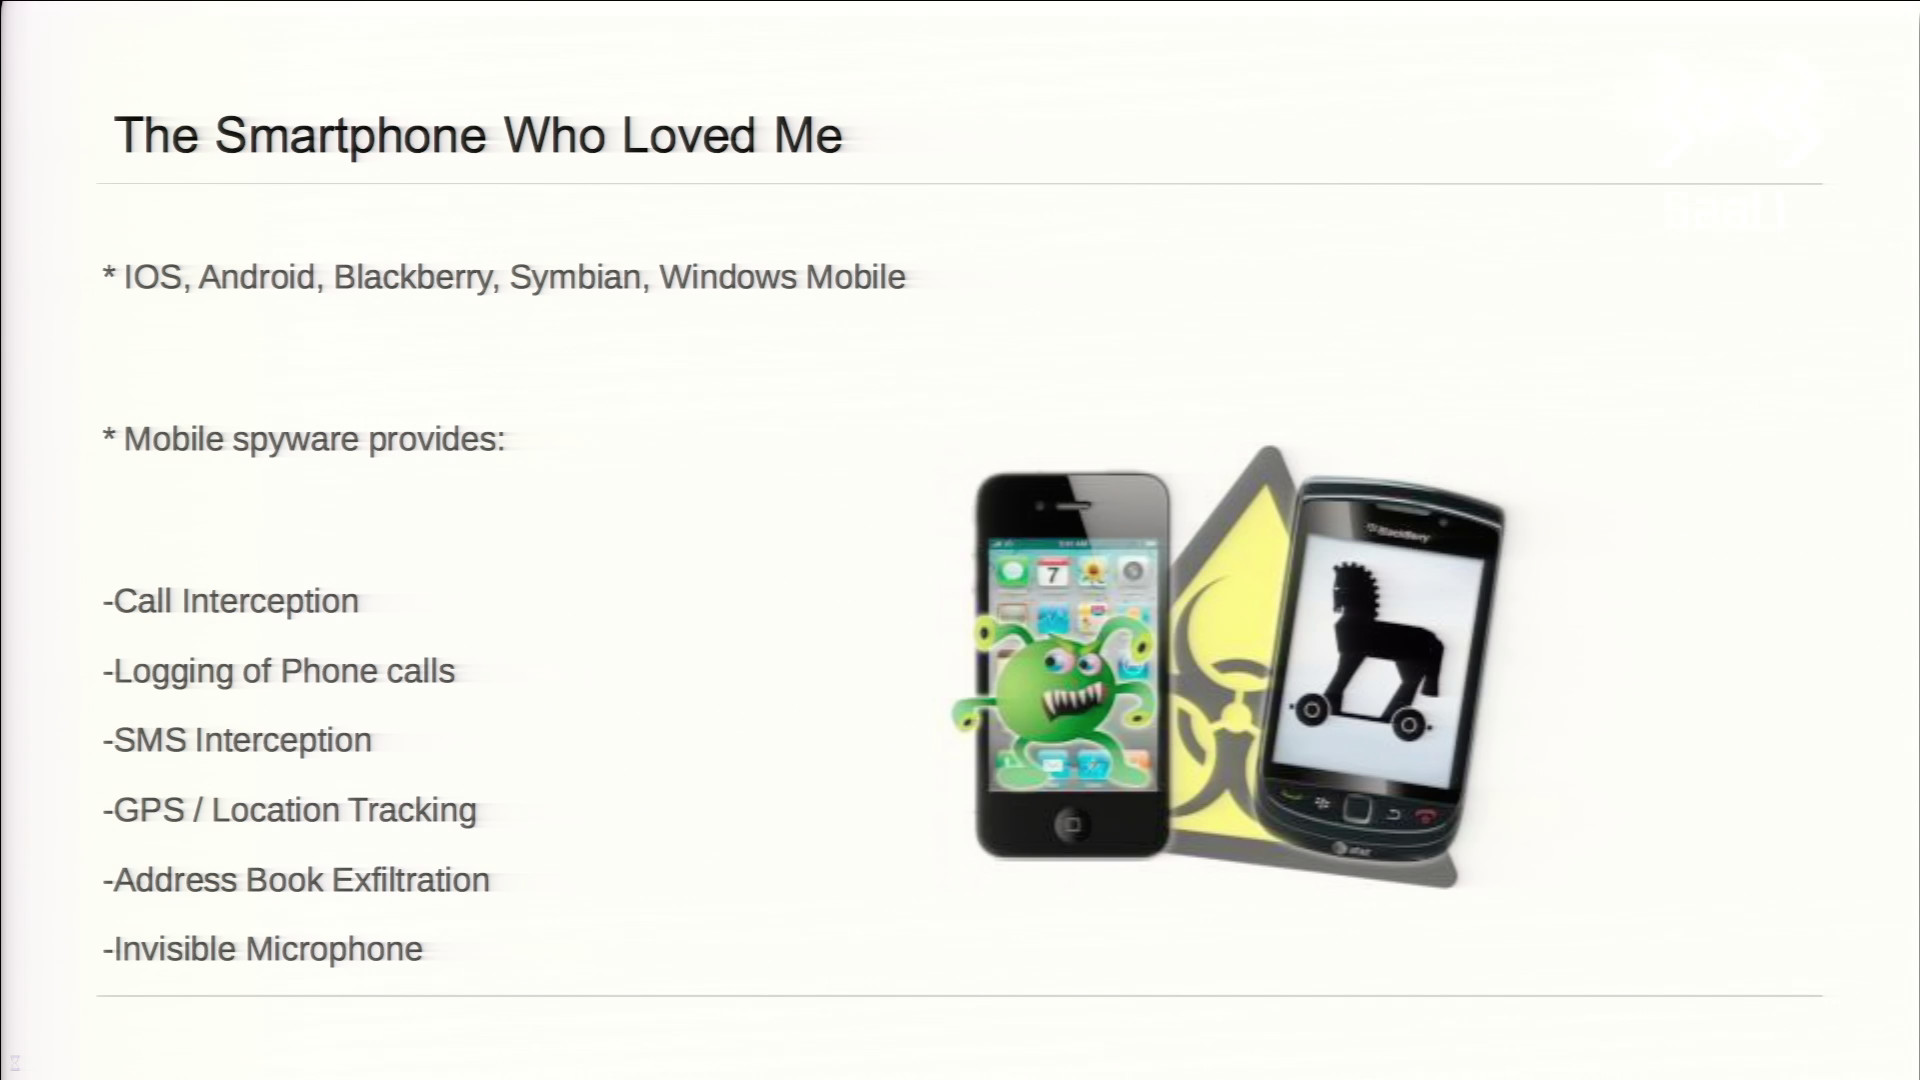 The Smartphone Who Loved Me
* IOS, Android, Blackberry, Symbian, Windows Mobile
* Mobile spyware provides:
-Call Interception
-Logging of Phone calls
-SMS Interception
-GPS / Location Tracking
-Address Book Exfiltration
-Invisible Microphone
7
BlackBerry
at&t